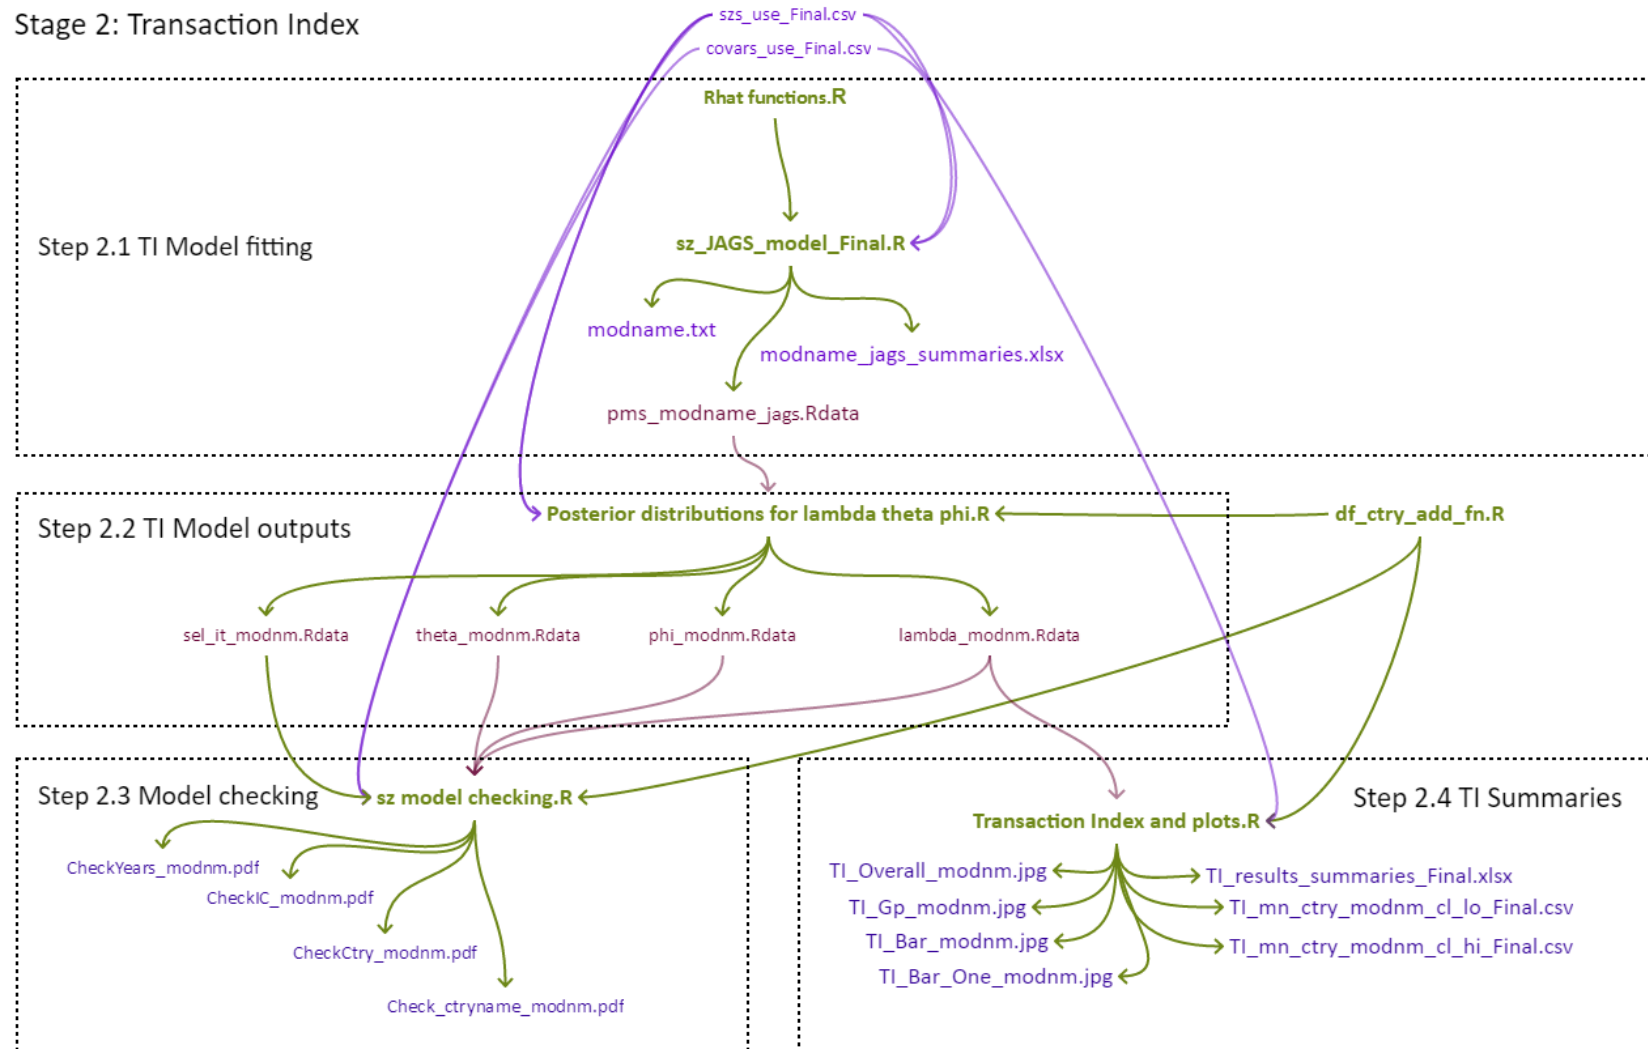 Stage 2: Transaction Index
szs_use_Final.csv
covars_use_Final.csv
Rhat functions.R
Step 2.1 TI Model fitting
sz_JAGS_model_Final.R
modname.txt
modname_jags_summaries.xlsx
pms_modname_jags.Rdata
Step 2.2 TI Model outputs
Posterior distributions for lambda theta phi.R
df_ctry_add_fn.R
sel_it_modnm.Rdata
theta_modnm.Rdata
phi_modnm.Rdata
lambda_modnm.Rdata
Step 2.3 Model checking
sz model checking.R
CheckYears_modnm.pdf
CheckIC_modnm.pdf
CheckCtry_modnm.pdf
Check_ctryname_modnm.pdf
Step 2.4 TI Summaries
Transaction Index and plots.R
TI_Overall_modnm.jpg
TI_Gp_modnm.jpg
TI_Bar_modnm.jpg
TI_Bar_One_modnm.jpg
TI_results_summaries_Final.xlsx
TI_mn_ctry_modnm_cl_lo_Final.csv
TI_mn_ctry_modnm_cl_hi_Final.csv